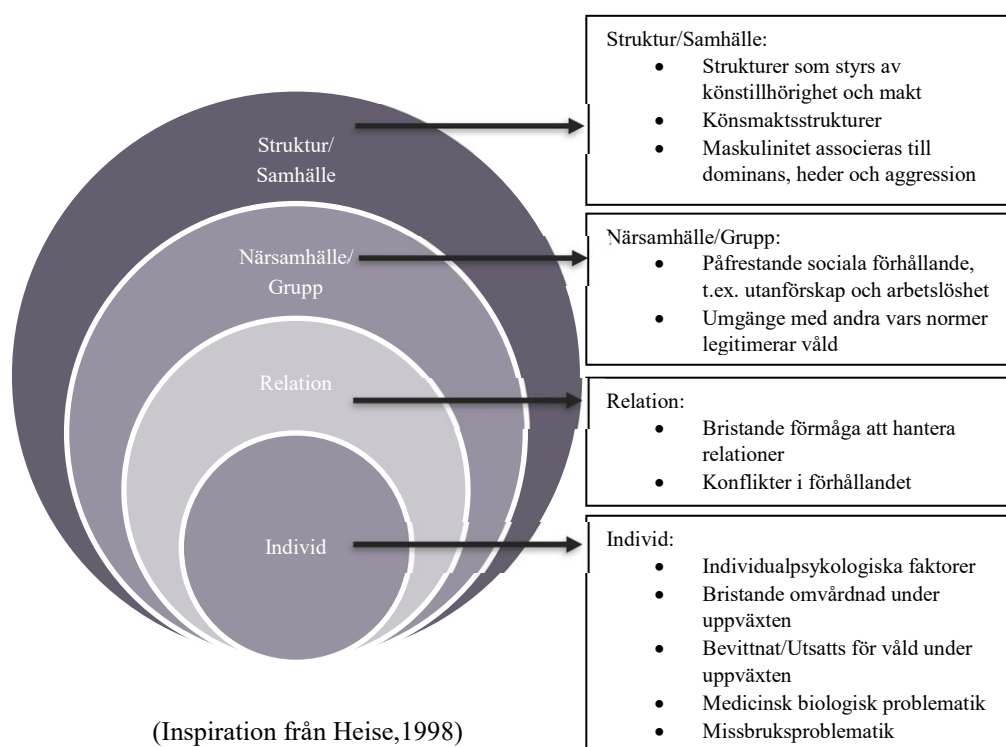 Struktur/
Samhälle
Närsamhälle/
Grupp
Relation
Individ
(Inspiration från Heise,1998)
Struktur/Samhälle:
• Strukturer som styrs av
könstillhörighet och makt
• Könsmaktsstrukturer
• Maskulinitet associeras till
dominans, heder och aggression
Närsamhälle/Grupp:
• Påfrestande sociala förhållande,
t.ex. utanförskap och arbetslöshet
• Umgänge med andra vars normer
legitimerar våld
Relation:
• Bristande förmåga att hantera
relationer
• Konflikter i förhållandet
Individ:
• Individualpsykologiska faktorer
• Bristande omvårdnad under
uppväxten
• Bevittnat/Utsatts för våld under
uppväxten
• Medicinsk biologisk problematik
• Missbruksproblematik